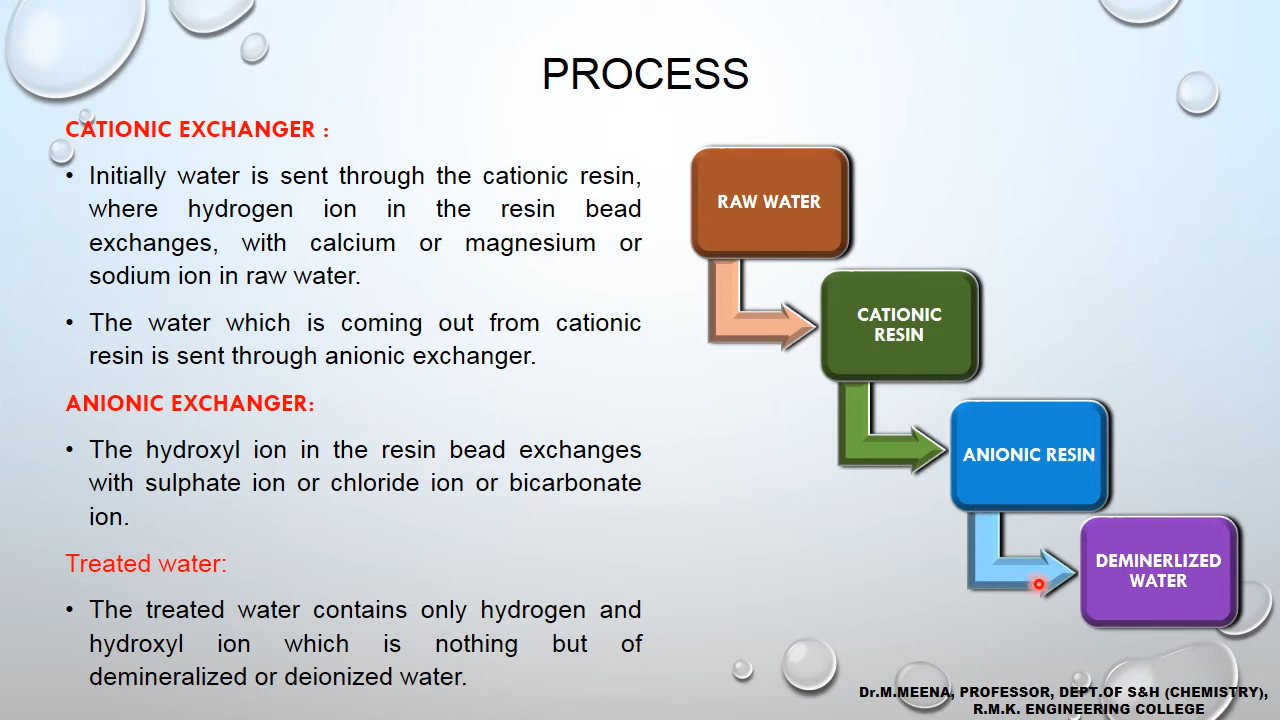 PROCESS
CATIONIC EXCHANGER :
• Initially water is sent through the cationic resin,
where hydrogen ion in the resin bead
exchanges, with calcium or magnesium or
sodium ion in raw water.
• The water which is coming out from cationic
resin is sent through anionic exchanger.
ANIONIC EXCHANGER:
• The hydroxyl ion in the resin bead exchanges
with sulphate ion or chloride ion or bicarbonate
ion.
Treated water:
• The treated water contains only hydrogen and
hydroxyl ion which is nothing but of
demineralized or deionized water.
RAW WATER
CATIONIC
RESIN
ANIONIC RESIN
DEMINERLIZED
WATER
Dr.M.MEENA, PROFESSOR, DEPT.OF S&H (CHEMISTRY),
R.M.K. ENGINEERING COLLEGE